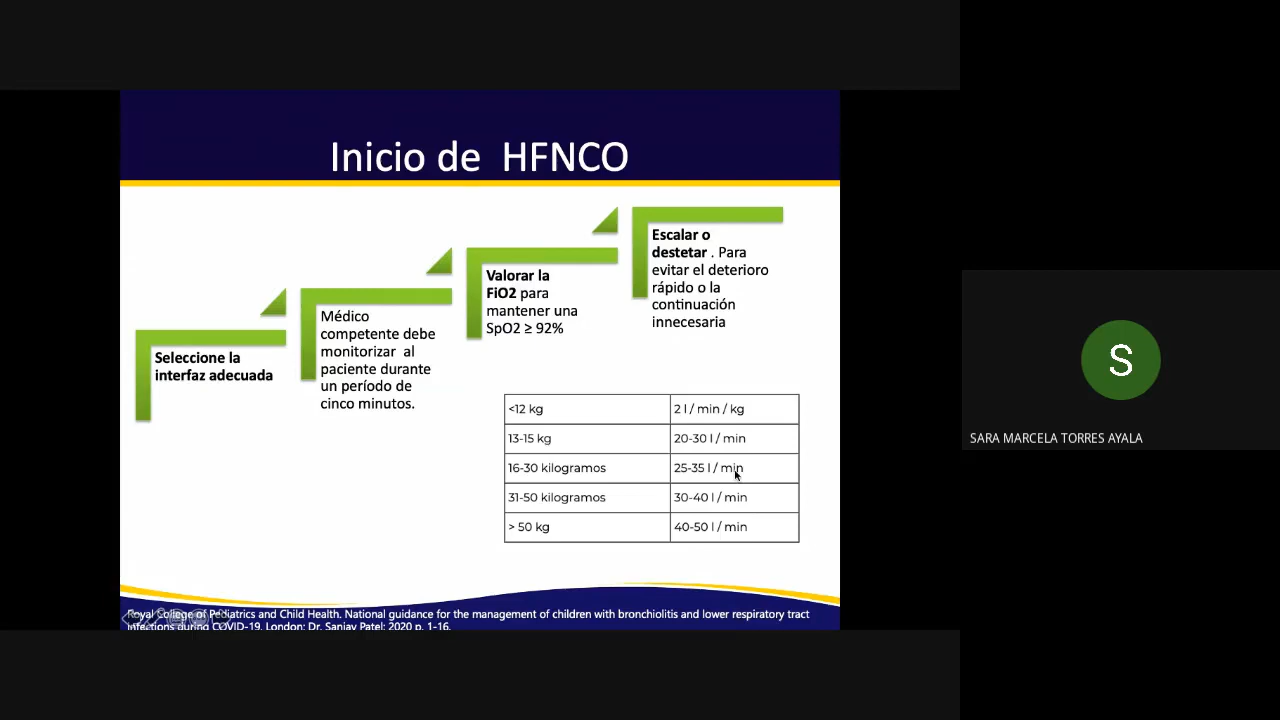 Inicio de HFNCO
Seleccione la
interfaz adecuada
Médico
competente debe
monitorizar al
paciente durante
un período de
cinco minutos.
Valorar la
FiO2 para
mantener una
SpO2 ≥ 92%
Escalar o
destetar . Para
evitar el deterioro
rápido o la
continuación
innecesaria
<12 kg 2 l / min / kg
13-15 kg 20-30 l / min
16-30 kilogramos 25-35 l / min
31-50 kilogramos 30-40 l / min
> 50 kg 40-50 l / min
Royal College of Pediatrics and Child Health. National guidance for the management of children with bronchiolitis and lower respiratory tract
infections during COVID-19. London: Dr. Sanjay Patel; 2020 p. 1-16.
S
SARA MARCELA TORRES AYALA